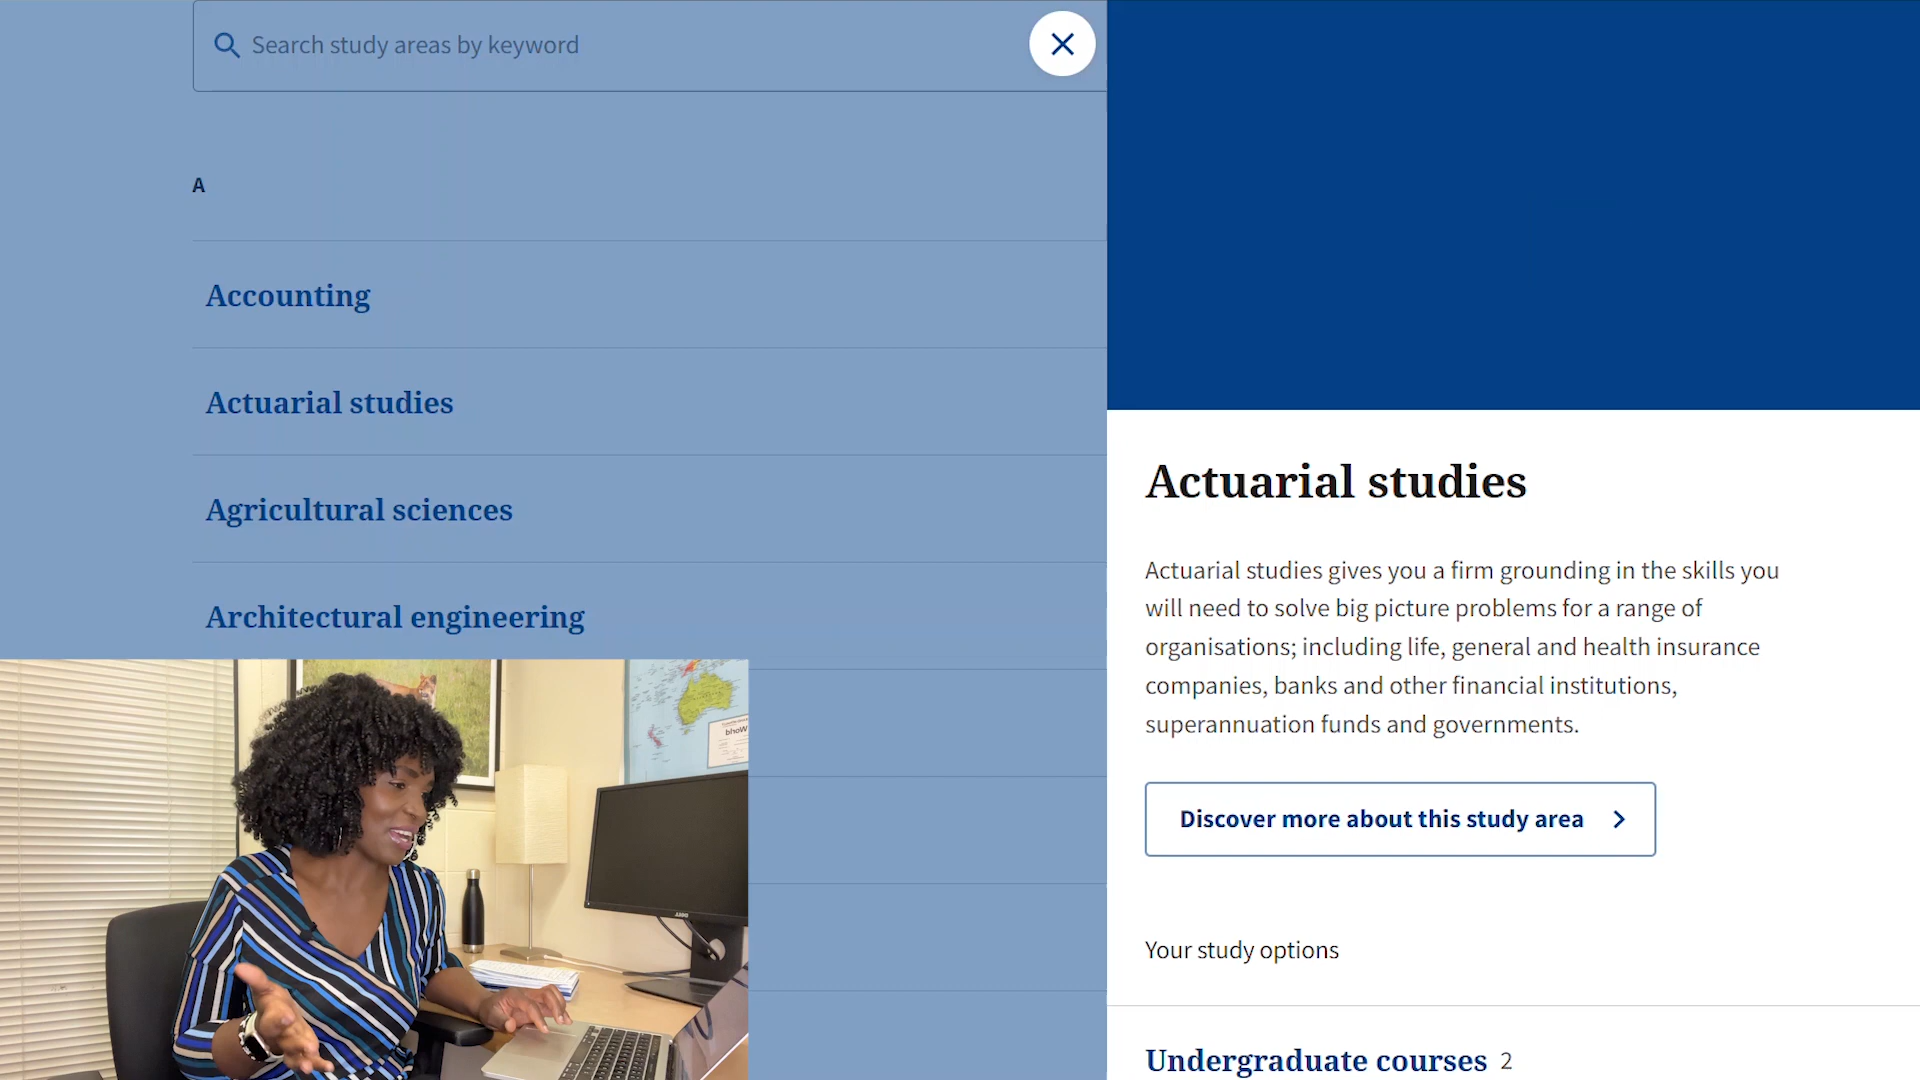 Search study areas by keyword
A
Accounting
Actuarial studies
Agricultural sciences
Architectural engineering
Actuarial studies
Actuarial studies gives you a firm grounding in the skills you
will need to solve big picture problems for a range of
organisations; including life, general and health insurance
companies, banks and other financial institutions,
superannuation funds and governments.
Discover more about this study area
Your study options
Undergraduate courses 2